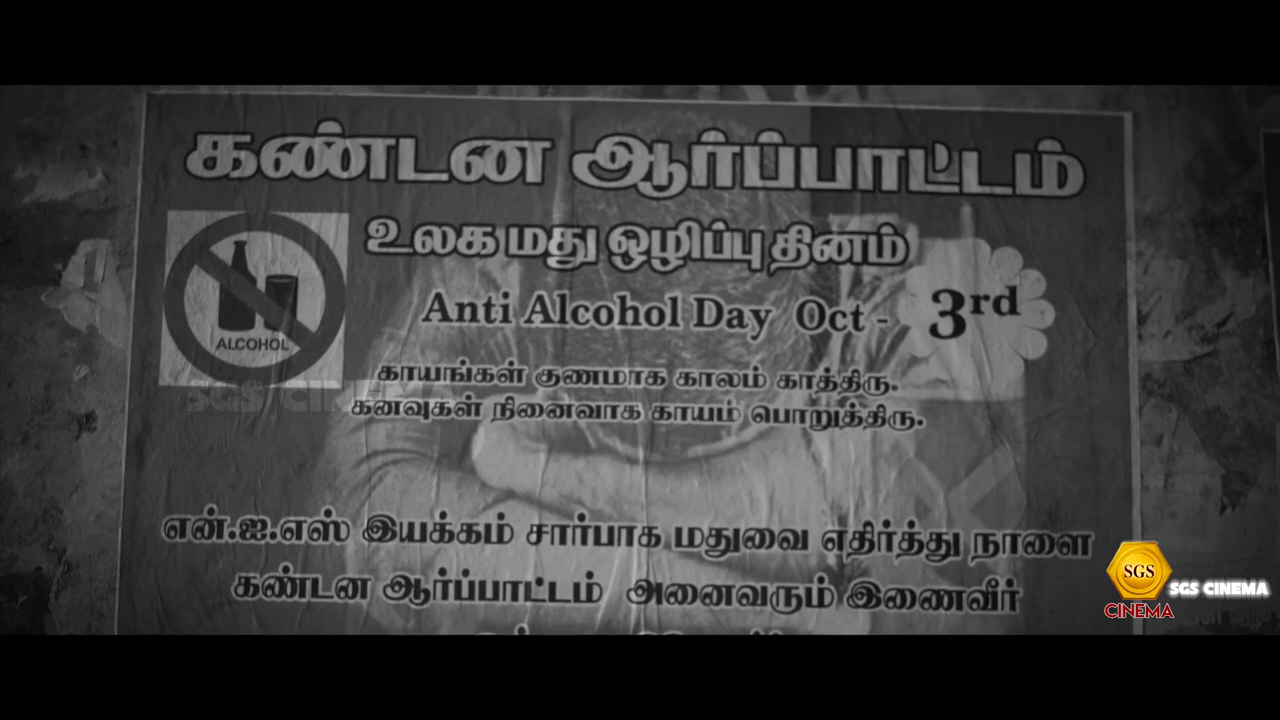 கண்டன ஆர்ப்பாட்டம்
உலக மது ஒழிப்பு தினம்
Anti Alcohol Day Oct - 3rd
ALCOHOL
காயங்கள் குணமாக காலம் காத்திரு.
கனவுகள் நினைவாக காயம் பொறுத்திரு.
SGS CINEMA
என்.ஐ.எஸ் இயக்கம் சார்பாக மதுவை எதிர்த்து நாளை
கண்டன ஆர்ப்பாட்டம் அனைவரும் இணைவீர்
SGS
CINEMA
SGS CINEMA